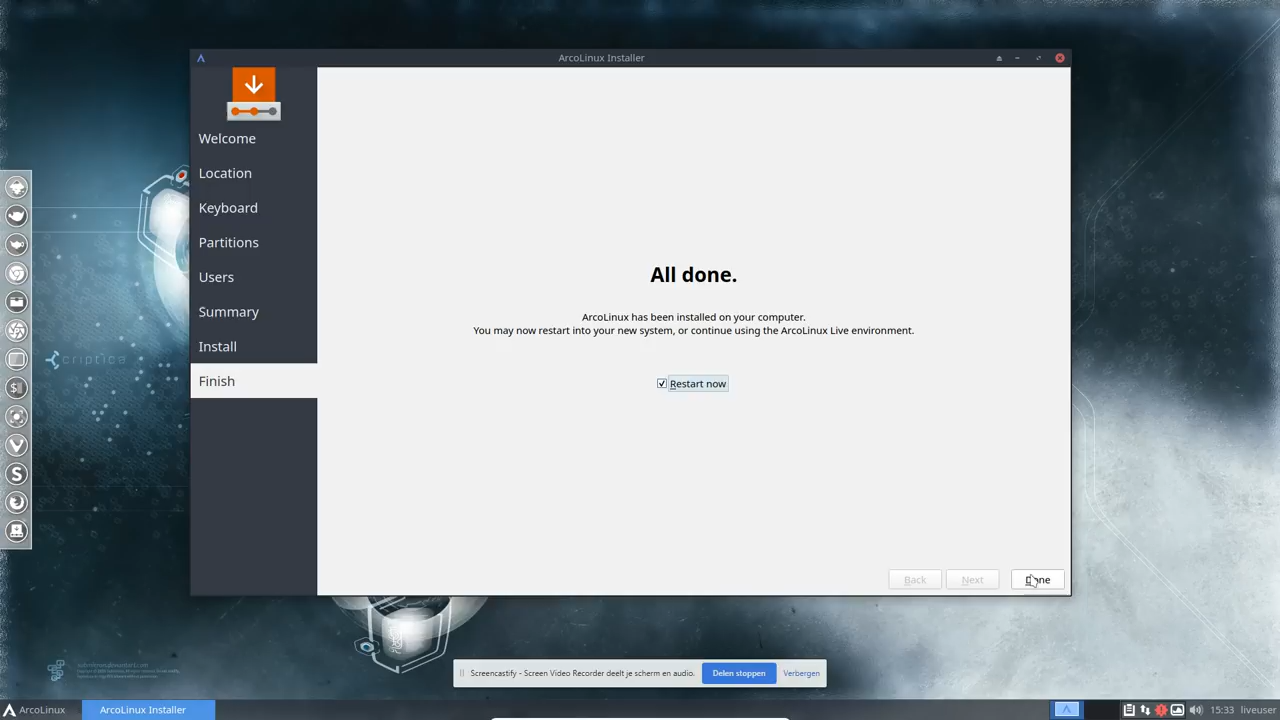 ArcoLinux Installer
Welcome
Location
Keyboard
Partitions
Users
Summary
Install
Finish
All done.
ArcoLinux has been installed on your computer.
You may now restart into your new system, or continue using the ArcoLinux Live environment.
Restart now
Back
Next
Done
criptica
Screencastify - Screen Video Recorder deelt je scherm en audio.
Delen stoppen
Verbergen
ArcoLinux
ArcoLinux Installer
15:33
liveuser